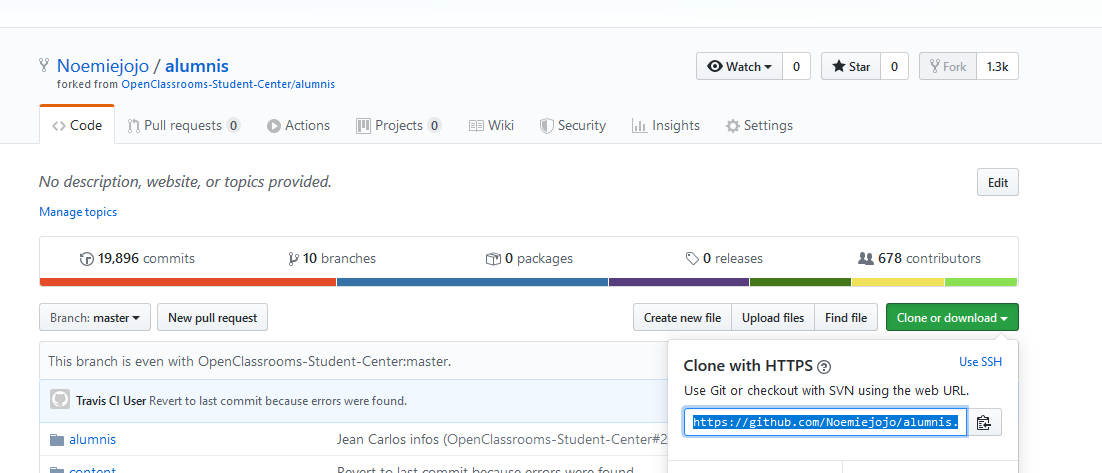 Noemiejojo / alumnis
Watch 0 Star 0 Fork 1.3k
forked from OpenClassrooms-Student-Center/alumnis
Code Pull requests 0 Actions Projects 0 Wiki Security Insights Settings
No description, website, or topics provided.
Edit
Manage topics
19,896 commits 10 branches 0 packages 0 releases 678 contributors
Branch: master New pull request Create new file Upload files Find file Clone or download
This branch is even with OpenClassrooms-Student-Center:master.
Clone with HTTPS ? Use SSH
Use Git or checkout with SVN using the web URL.
Travis CI User Revert to last commit because errors were found.
https://github.com/Noemiejojo/alumnis.
alumnis Jean Carlos infos (OpenClassrooms-Student-Center#2
content Revert to last commit because errors were found